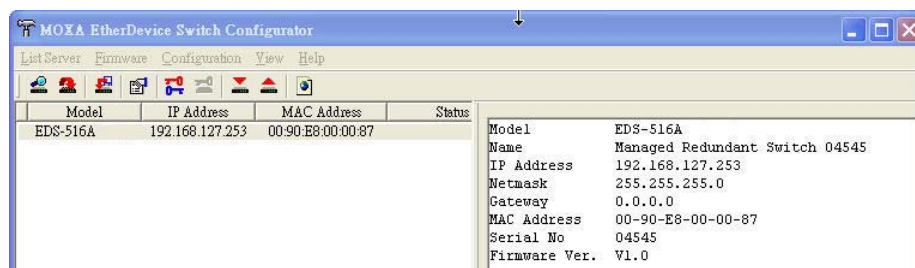 MOXA EtherDevice Switch Configurator
List Server Firmware Configuration View Help
Model IP Address MAC Address Status
EDS-516A 192.168.127.253 00:90:E8:00:00:87
Model EDS-516A
Name Managed Redundant Switch 04545
IP Address 192.168.127.253
Netmask 255.255.255.0
Gateway 0.0.0.0
MAC Address 00-90-E8-00-00-87
Serial No 04545
Firmware Ver. V1.0